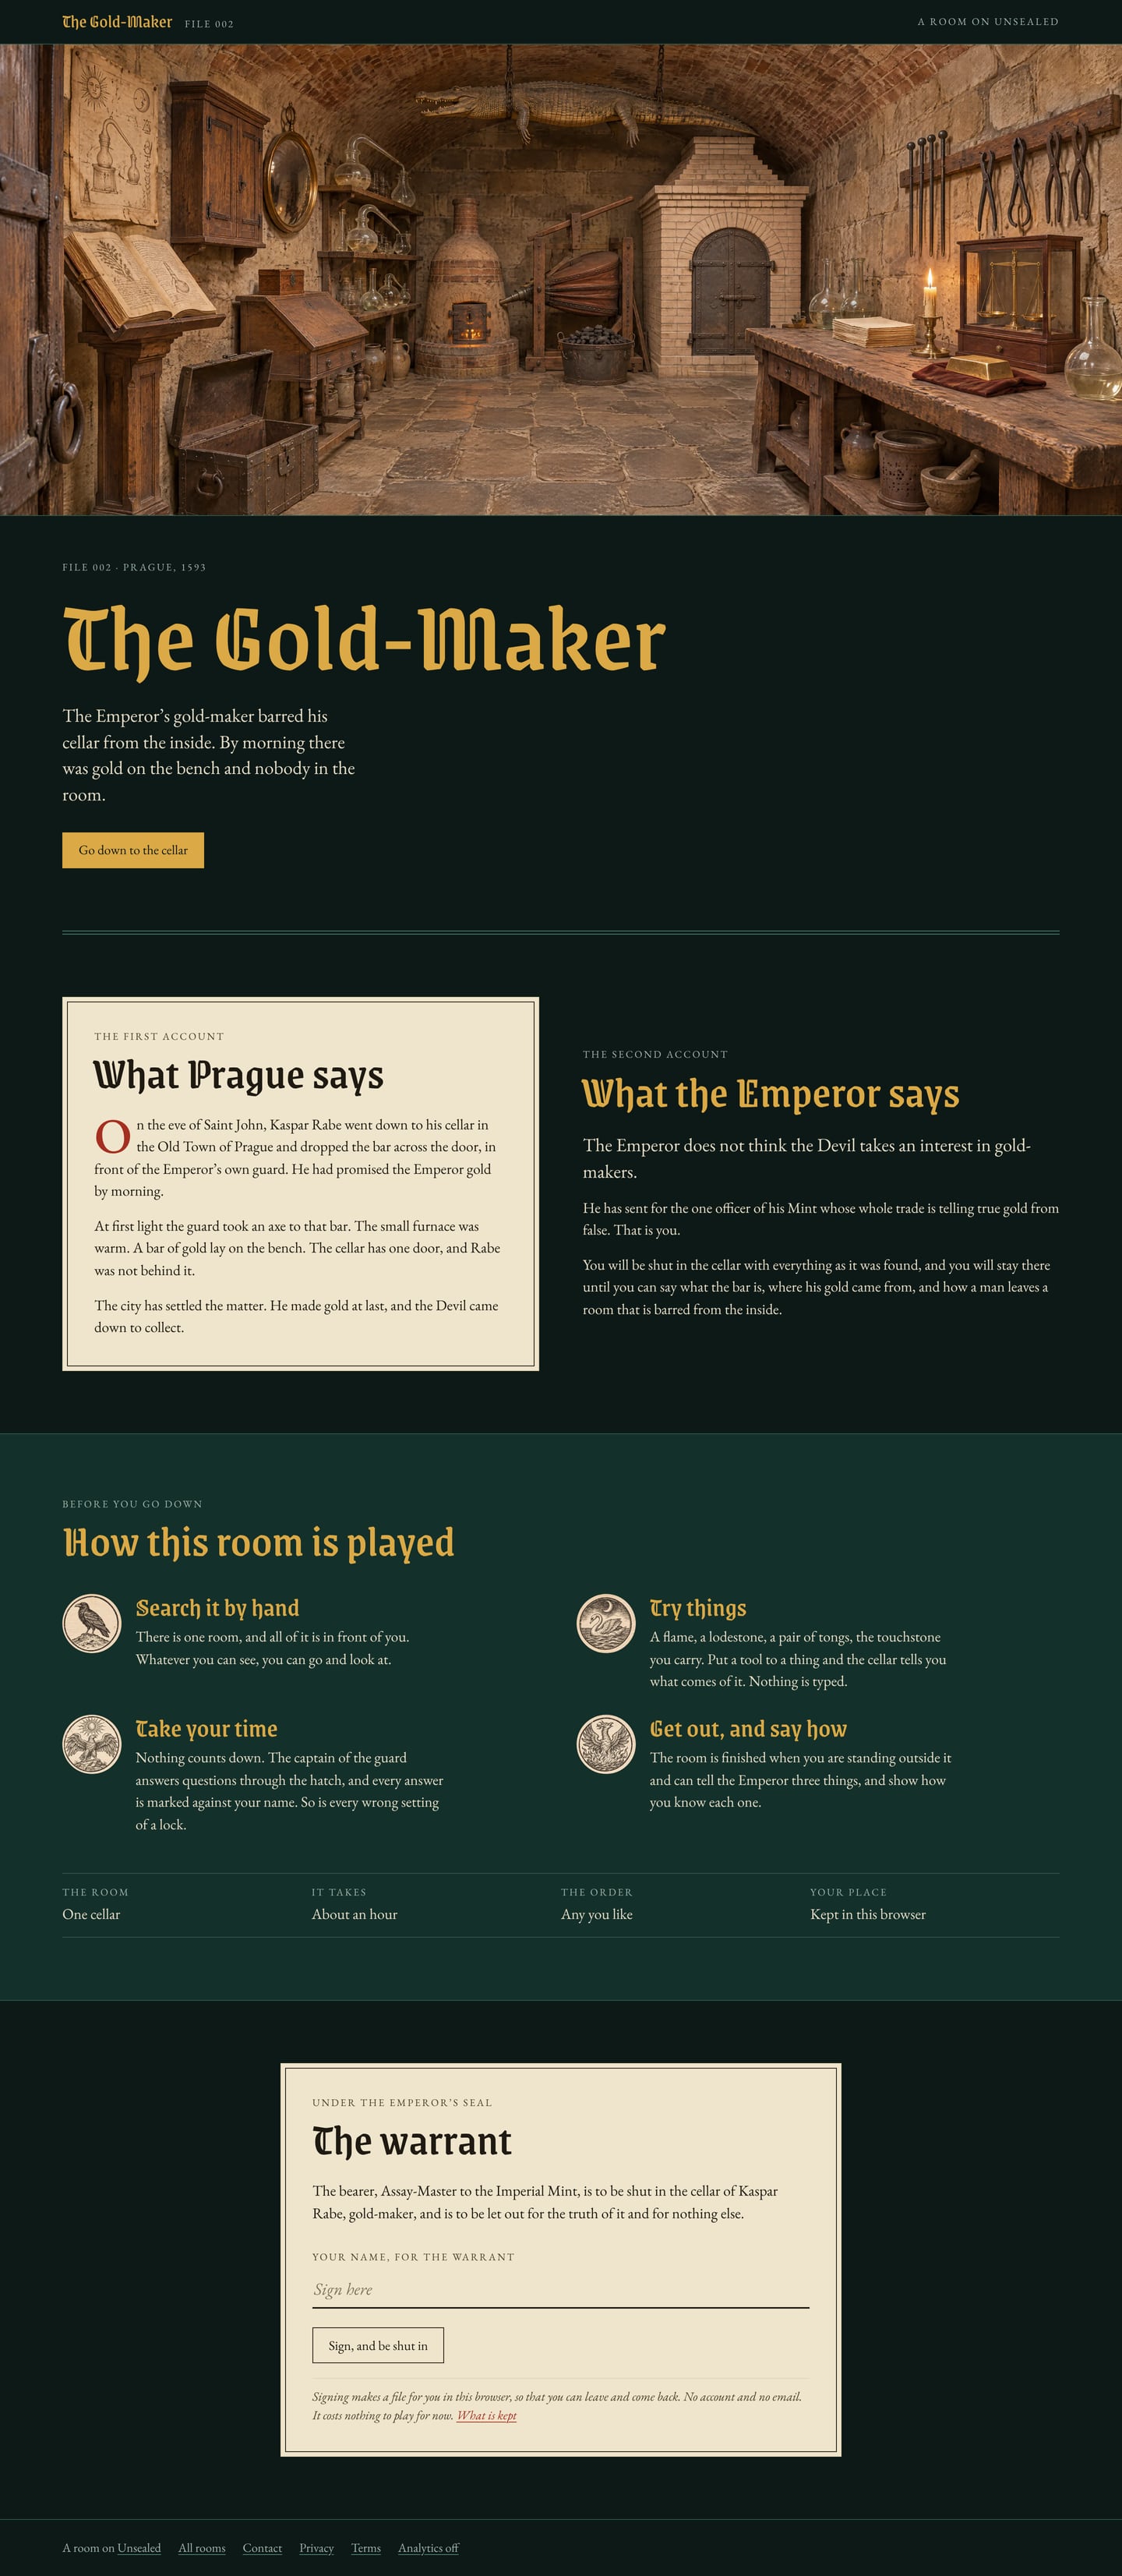 The Gold-Maker FILE 002
A ROOM ON UNSEALED
FILE 002 · PRAGUE, 1593
The Gold-Maker
The Emperor’s gold-maker barred his
cellar from the inside. By morning there
was gold on the bench and nobody in the
room.
Go down to the cellar
THE FIRST ACCOUNT
What Prague says
On the eve of Saint John, Kaspar Rabe went down to his cellar in
the Old Town of Prague and dropped the bar across the door, in
front of the Emperor’s own guard. He had promised the Emperor gold
by morning.
At first light the guard took an axe to that bar. The small furnace was
warm. A bar of gold lay on the bench. The cellar has one door, and Rabe
was not behind it.
The city has settled the matter. He made gold at last, and the Devil came
down to collect.
THE SECOND ACCOUNT
What the Emperor says
The Emperor does not think the Devil takes an interest in gold-
makers.
He has sent for the one officer of his Mint whose whole trade is telling true gold from
false. That is you.
You will be shut in the cellar with everything as it was found, and you will stay there
until you can say what the bar is, where his gold came from, and how a man leaves a
room that is barred from the inside.
BEFORE YOU GO DOWN
How this room is played
Search it by hand
There is one room, and all of it is in front of you.
Whatever you can see, you can go and look at.
Try things
A flame, a lodestone, a pair of tongs, the touchstone
you carry. Put a tool to a thing and the cellar tells you
what comes of it. Nothing is typed.
Take your time
Nothing counts down. The captain of the guard
answers questions through the hatch, and every answer
is marked against your name. So is every wrong setting
of a lock.
Get out, and say how
The room is finished when you are standing outside it
and can tell the Emperor three things, and show how
you know each one.
THE ROOM
One cellar
IT TAKES
About an hour
THE ORDER
Any you like
YOUR PLACE
Kept in this browser
UNDER THE EMPEROR’S SEAL
The warrant
The bearer, Assay-Master to the Imperial Mint, is to be shut in the cellar of Kaspar
Rabe, gold-maker, and is to be let out for the truth of it and for nothing else.
YOUR NAME, FOR THE WARRANT
Sign here
Sign, and be shut in
Signing makes a file for you in this browser, so that you can leave and come back. No account and no email.
It costs nothing to play for now. What is kept
A room on Unsealed All rooms Contact Privacy Terms Analytics off